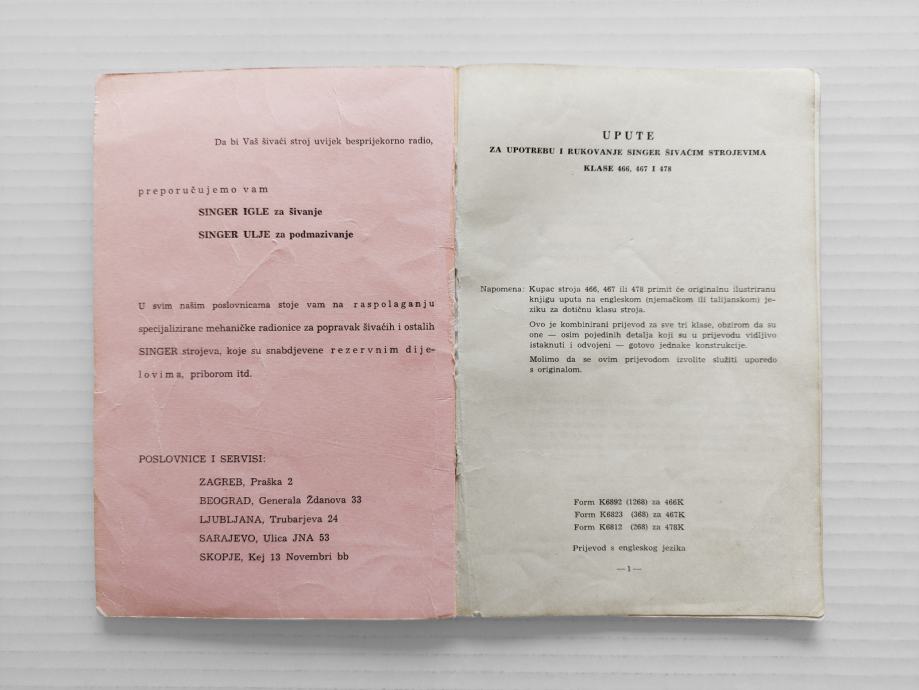 Da bi Vaš šivaći stroj uvijek besprijekorno radio,
preporučujemo vam
SINGER IGLE za šivanje
SINGER ULJE za podmazivanje
U svim našim poslovnicama stoje vam na raspolaganju
specijalizirane mehaničke radionice za popravak šivaćih i ostalih
SINGER strojeva, koje su snabdjevene rezervnim dije-
lovima, priborom itd.
POSLOVNICE I SERVISI:
ZAGREB, Praška 2
BEOGRAD, Generala Ždanova 33
LJUBLJANA, Trubarjeva 24
SARAJEVO, Ulica JNA 53
SKOPJE, Kej 13 Novembri bb
UPUTE
ZA UPOTREBU I RUKOVANJE SINGER ŠIVAĆIM STROJEVIMA
KLASE 466, 467 I 478
Napomena: Kupac stroja 466, 467 ili 478 primit će originalnu ilustriranu
knjigu uputa na engleskom (njemačkom ili talijanskom) je-
ziku za dotičnu klasu stroja.
Ovo je kombinirani prijevod za sve tri klase, obzirom da su
one — osim pojedinih detalja koji su u prijevodu vidljivo
istaknuti i odvojeni — gotovo jednake konstrukcije.
Molimo da se ovim prijevodom izvolite služiti uporedo
s originalom.
Form K6892 (1268) za 466K
Form K6823 (368) za 467K
Form K6812 (268) za 478K
Prijevod s engleskog jezika
—1—